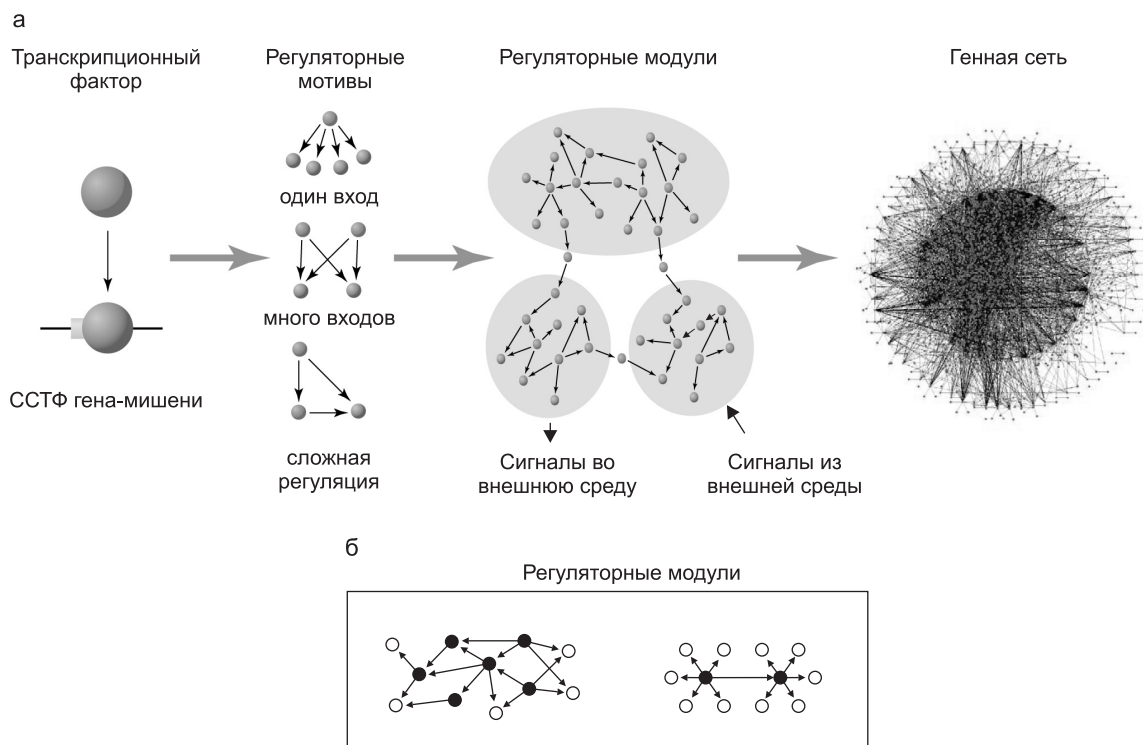 а
Транскрипционный
фактор
Регуляторные
мотивы
Регуляторные модули
Генная сеть
один вход
много входов
ССТФ гена-мишени
сложная
регуляция
Сигналы во
внешнюю среду
Сигналы из
внешней среды
б
Регуляторные модули